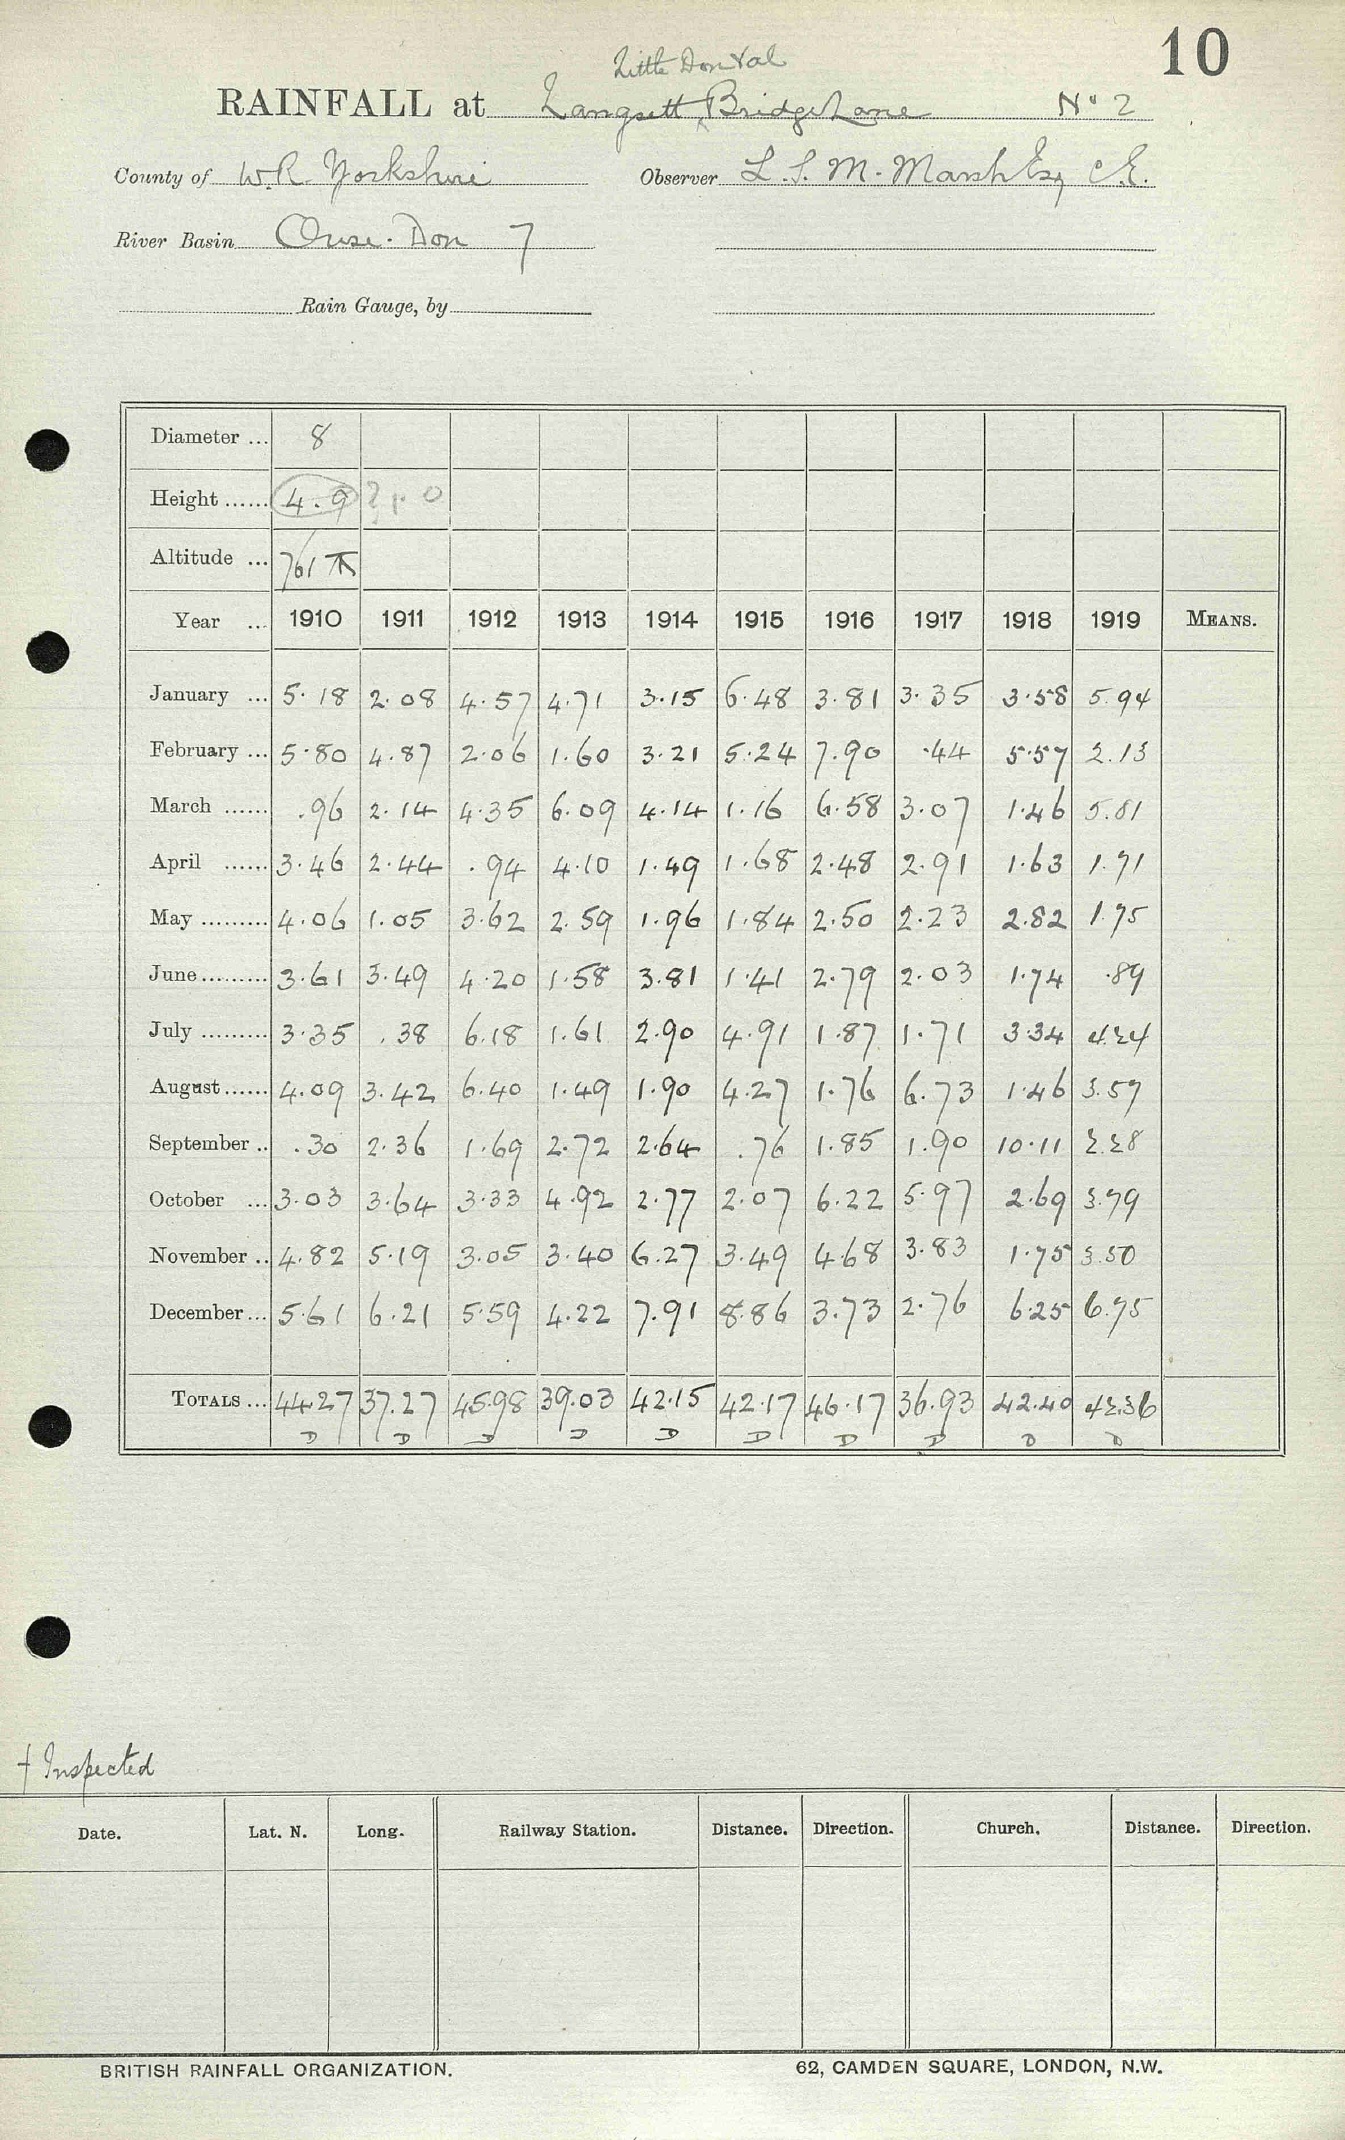 10
Little Don Val
RAINFALL at Langsett ^ Bridge Lane No 2
County of W.R. Yorkshire Observer L. S. M. Marsh Esq C.E.
River Basin Ouse. Don 7
Rain Gauge, by
Diameter ... 8
Height ...... 4.9 ? 1.0
Altitude ... 761
Year ... 1910 1911 1912 1913 1914 1915 1916 1917 1918 1919 MEANS.
January ... 5.18 2.08 4.57 4.71 3.15 6.48 3.81 3.35 3.58 5.94
February ... 5.80 4.87 2.06 1.60 3.21 5.24 7.90 .44 5.57 2.13
March ...... .96 2.14 4.35 6.09 4.14 1.16 6.58 3.07 1.46 5.81
April ...... 3.46 2.44 .94 4.10 1.49 1.68 2.48 2.91 1.63 1.71
May ......... 4.06 1.05 3.62 2.59 1.96 1.84 2.50 2.23 2.82 1.75
June ......... 3.61 3.49 4.20 1.58 3.81 1.41 2.79 2.03 1.74 .89
July ......... 3.35 .38 6.18 1.61 2.90 4.91 1.87 1.71 3.34 4.24
August ...... 4.09 3.42 6.40 1.49 1.90 4.27 1.76 6.73 1.46 3.57
September .. .30 2.36 1.69 2.72 2.64 .76 1.85 1.90 10.11 2.28
October ... 3.03 3.64 3.33 4.92 2.77 2.07 6.22 5.97 2.69 3.79
November .. 4.82 5.19 3.05 3.40 6.27 3.49 4.68 3.83 1.75 3.50
December ... 5.61 6.21 5.59 4.22 7.91 8.86 3.73 2.76 6.25 6.75
TOTALS ... 44.27 37.27 45.98 39.03 42.15 42.17 46.17 36.93 42.40 42.36
D D D D D D D D D D
† Inspected
Date. Lat. N. Long. Railway Station. Distance. Direction. Church. Distance. Direction.
BRITISH RAINFALL ORGANIZATION. 62, CAMDEN SQUARE, LONDON, N.W.